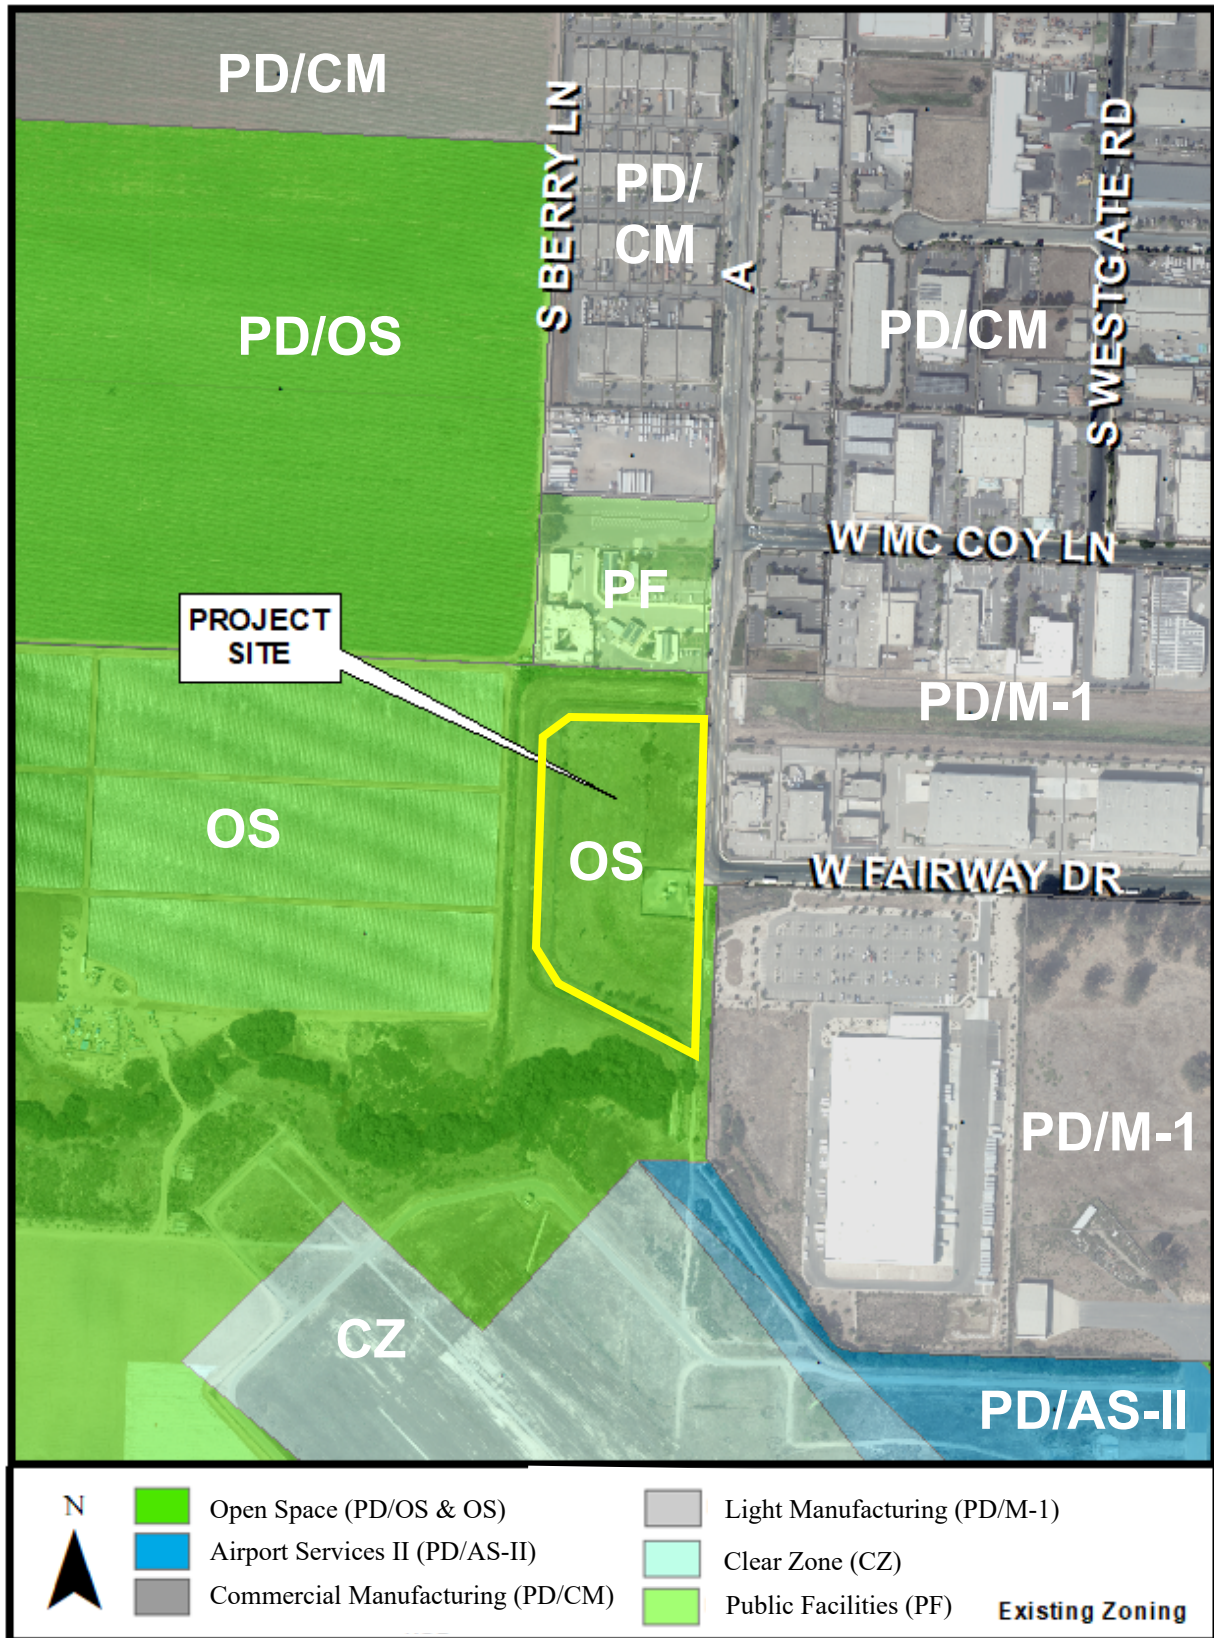 PD/CM
S BERRY LN
PD/
CM
A
S WESTGATE RD
PD/OS
PD/CM
W MC COY LN
PF
PROJECT
SITE
PD/M-1
OS
OS
W FAIRWAY DR
PD/M-1
CZ
PD/AS-II
N
Open Space (PD/OS & OS)
Airport Services II (PD/AS-II)
Commercial Manufacturing (PD/CM)
Light Manufacturing (PD/M-1)
Clear Zone (CZ)
Public Facilities (PF)
Existing Zoning